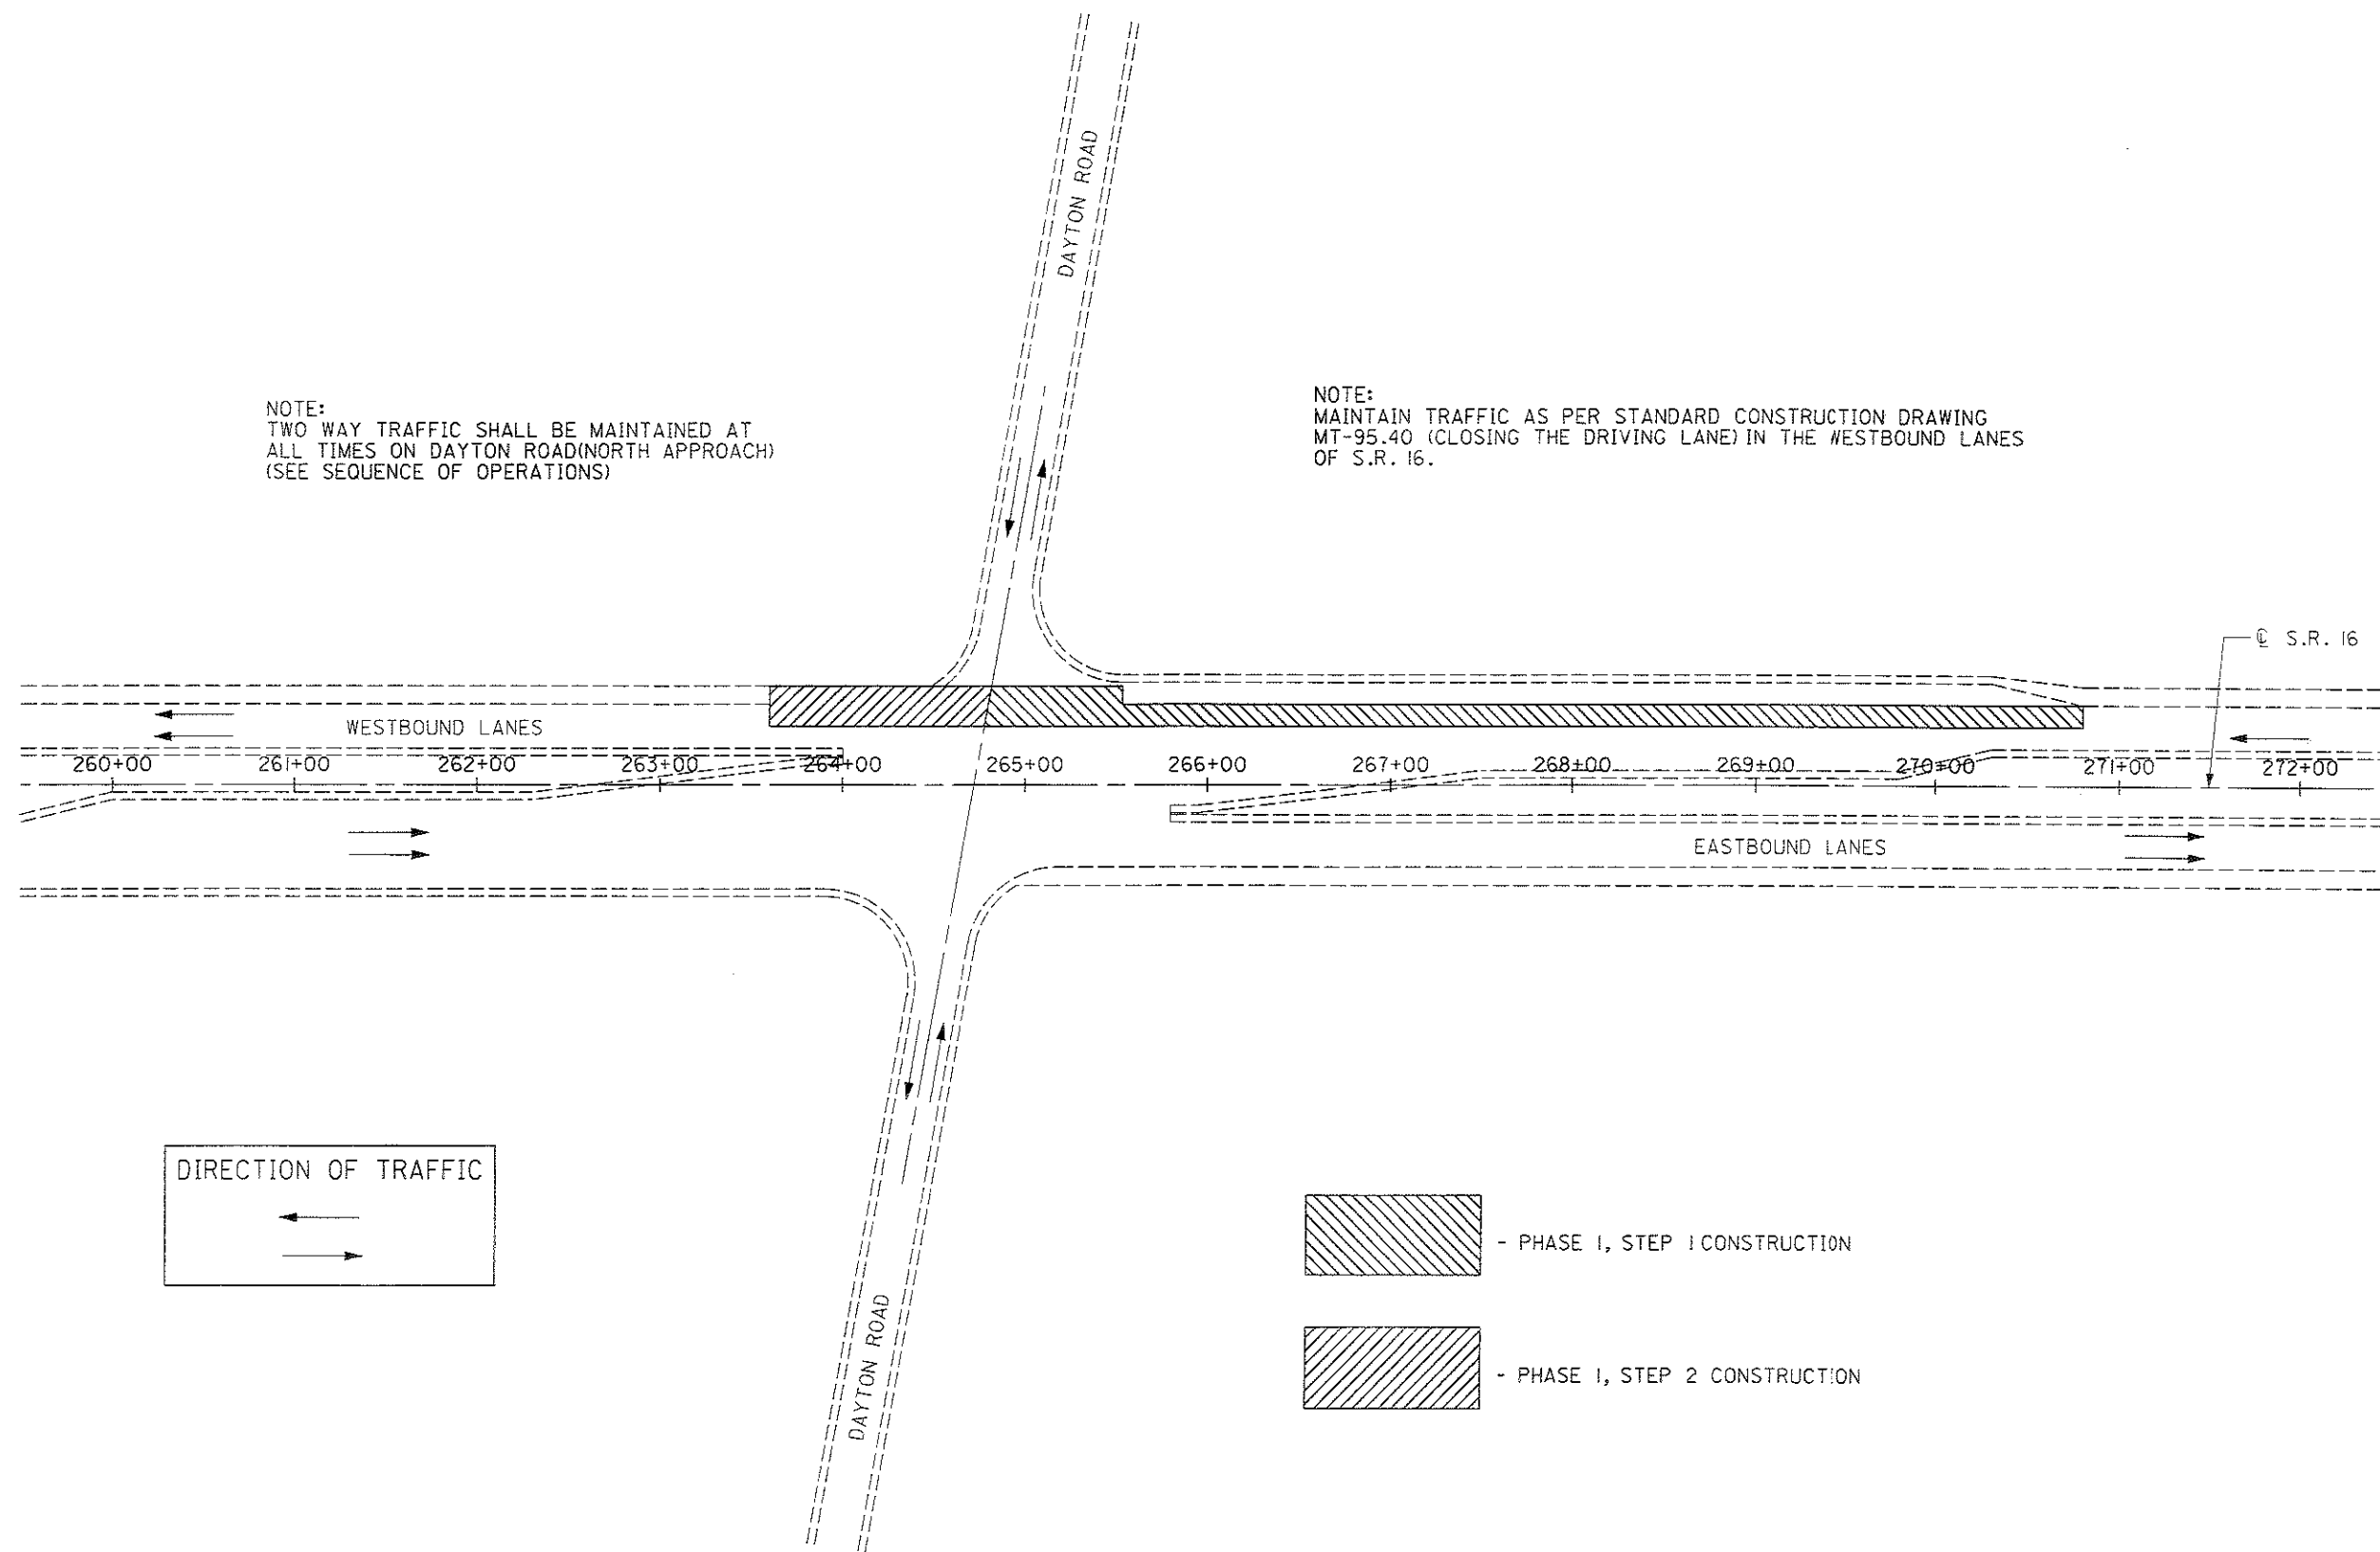 DAYTON ROAD
NOTE:
TWO WAY TRAFFIC SHALL BE MAINTAINED AT
ALL TIMES ON DAYTON ROAD(NORTH APPROACH)
(SEE SEQUENCE OF OPERATIONS)
NOTE:
MAINTAIN TRAFFIC AS PER STANDARD CONSTRUCTION DRAWING
MT-95.40 (CLOSING THE DRIVING LANE) IN THE WESTBOUND LANES
OF S.R. 16.
℄ S.R. 16
WESTBOUND LANES
260+00 261+00 262+00 263+00 264+00 265+00 266+00 267+00 268+00 269+00 270+00 271+00 272+00
EASTBOUND LANES
DIRECTION OF TRAFFIC
- PHASE 1, STEP 1 CONSTRUCTION
- PHASE 1, STEP 2 CONSTRUCTION
DAYTON ROAD